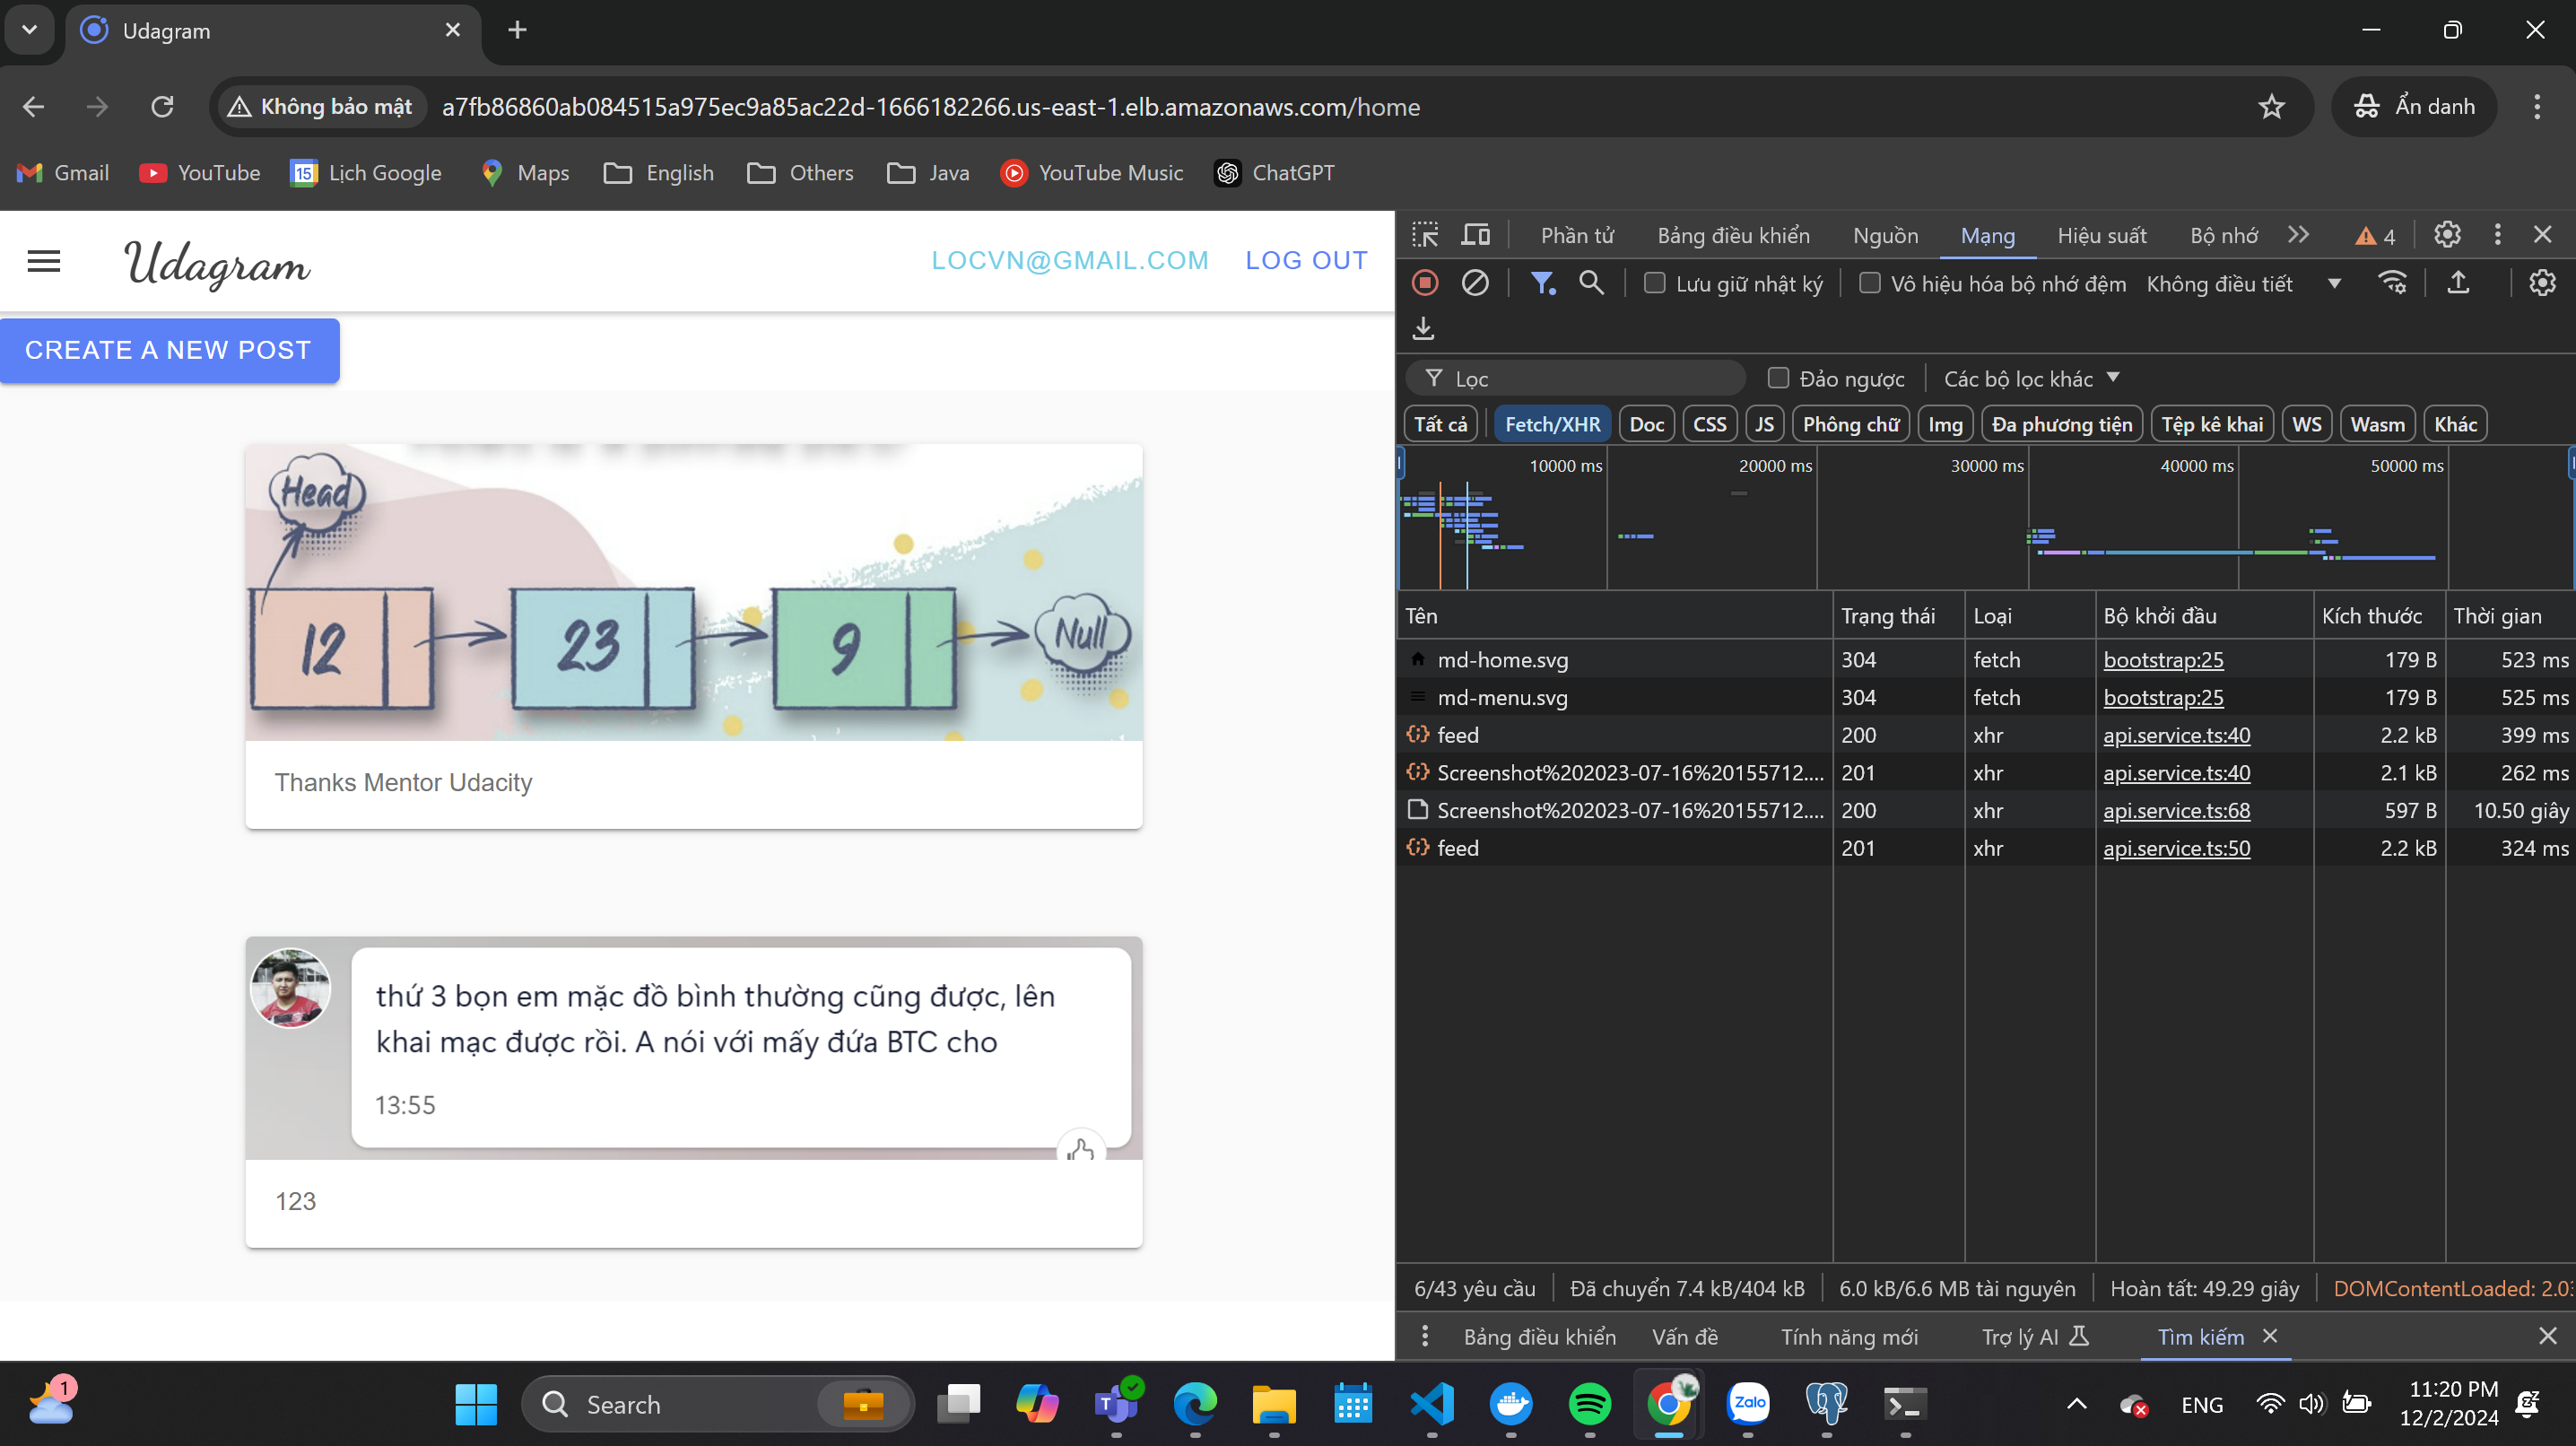 Udagram
Không bảo mật
a7fb86860ab084515a975ec9a85ac22d-1666182266.us-east-1.elb.amazonaws.com/home
Ẩn danh
Gmail
YouTube
15
Lịch Google
Maps
English
Others
Java
YouTube Music
ChatGPT
Udagram
LOCVN@GMAIL.COM
LOG OUT
CREATE A NEW POST
Head
12
23
9
Null
Thanks Mentor Udacity
thứ 3 bọn em mặc đồ bình thường cũng được, lên
khai mạc được rồi. A nói với mấy đứa BTC cho
13:55
123
Phần tử
Bảng điều khiển
Nguồn
Mạng
Hiệu suất
Bộ nhớ
4
Lưu giữ nhật ký
Vô hiệu hóa bộ nhớ đệm
Không điều tiết
Lọc
Đảo ngược
Các bộ lọc khác
Tất cả
Fetch/XHR
Doc
CSS
JS
Phông chữ
Img
Đa phương tiện
Tệp kê khai
WS
Wasm
Khác
10000 ms
20000 ms
30000 ms
40000 ms
50000 ms
Tên Trạng thái Loại Bộ khởi đầu Kích thước Thời gian
md-home.svg 304 fetch bootstrap:25 179 B 523 ms
md-menu.svg 304 fetch bootstrap:25 179 B 525 ms
feed 200 xhr api.service.ts:40 2.2 kB 399 ms
Screenshot%202023-07-16%20155712.... 201 xhr api.service.ts:40 2.1 kB 262 ms
Screenshot%202023-07-16%20155712.... 200 xhr api.service.ts:68 597 B 10.50 giây
feed 201 xhr api.service.ts:50 2.2 kB 324 ms
6/43 yêu cầu
Đã chuyển 7.4 kB/404 kB
6.0 kB/6.6 MB tài nguyên
Hoàn tất: 49.29 giây
DOMContentLoaded: 2.0
Bảng điều khiển
Vấn đề
Tính năng mới
Trợ lý AI
Tìm kiếm
1
Search
T
Zalo
ENG
11:20 PM
12/2/2024